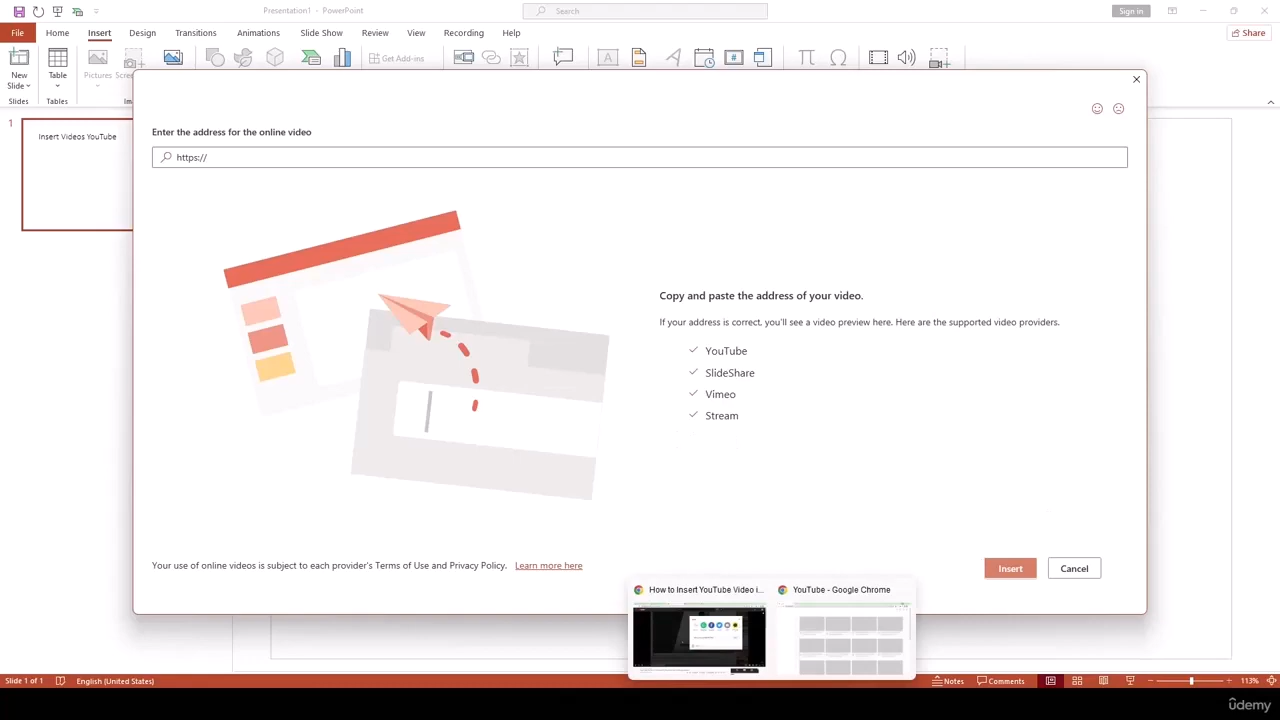 Presentation1 - PowerPoint
Search
Sign in
File Home Insert Design Transitions Animations Slide Show Review View Recording Help
Share
New Slide
Table
Pictures
Get Add-ins
Slides
Tables
1
Insert Videos YouTube
Enter the address for the online video
https://
Copy and paste the address of your video.
If your address is correct, you'll see a video preview here. Here are the supported video providers.
YouTube
SlideShare
Vimeo
Stream
Your use of online videos is subject to each provider's Terms of Use and Privacy Policy. Learn more here
Insert
Cancel
How to Insert YouTube Video i...
YouTube - Google Chrome
Slide 1 of 1
English (United States)
Notes
Comments
113%
ûdemy